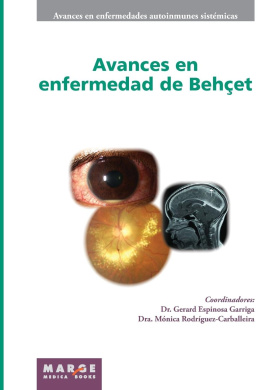 Avances en enfermedades autoinmunes sistémicas
Avances en
enfermedad de Behçet
Coordinadores:
Dr. Gerard Espinosa Garriga
Dra. Mónica Rodríguez-Carballeira
MARGE
MEDICA BOOKS